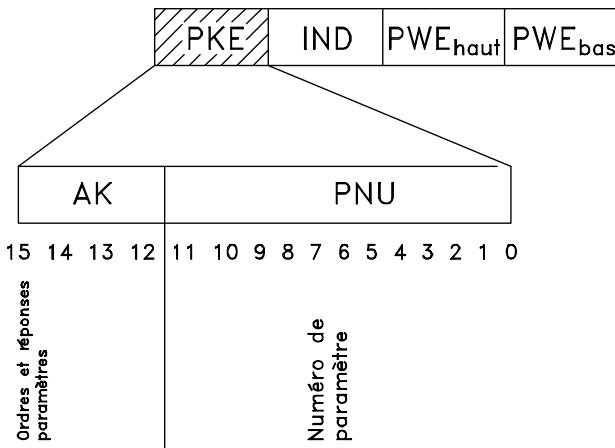 PKE IND PWEhaut PWEbas
AK PNU
15 14 13 12 11 10 9 8 7 6 5 4 3 2 1 0
Ordres et réponses
paramètres
Numéro de
paramètre